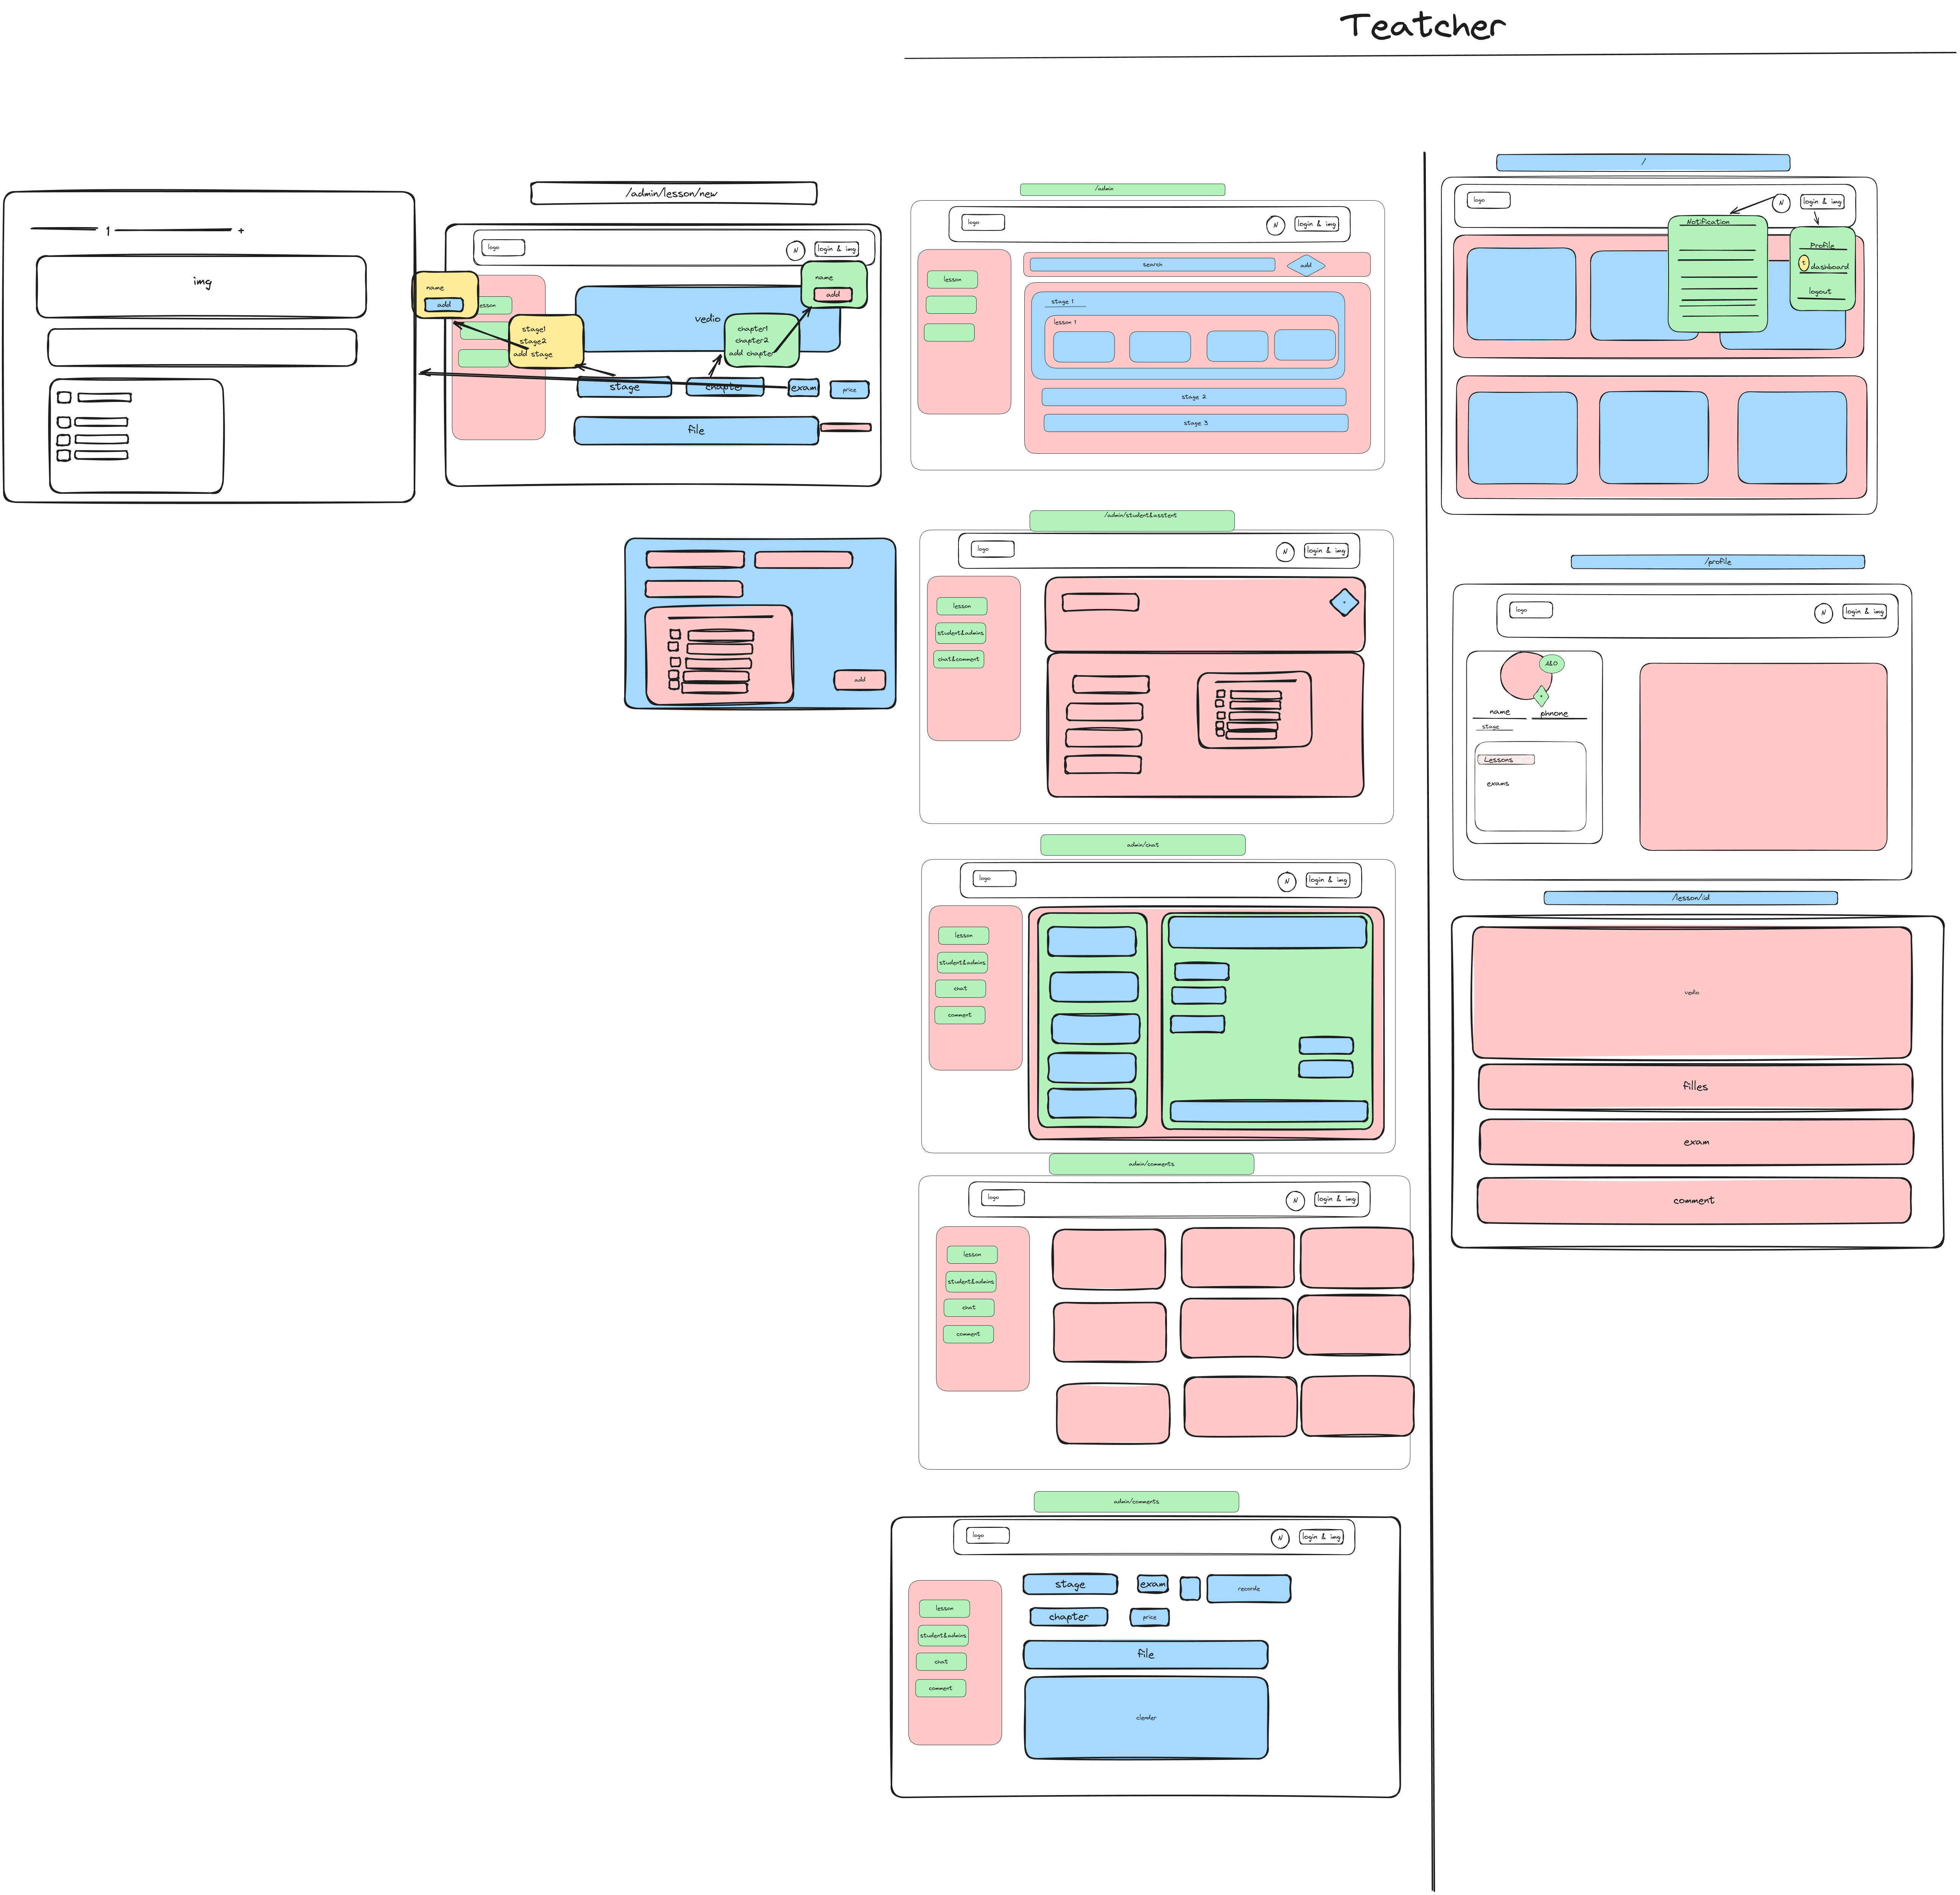 Teatcher
1
+
img
/admin/lesson/new
logo
N
login & img
name
add
lesson
stage1
stage2
add stage
vedio
chapter1
chapter2
add chapter
name
add
stage
chapter
exam
price
file
add
/admin
logo
N
login & img
lesson
search
add
stage 1
lesson 1
stage 2
stage 3
/admin/student&asstent
logo
N
login & img
lesson
student&admins
chat&comment
+
admin/chat
logo
N
login & img
lesson
student&admins
chat
comment
admin/comments
logo
N
login & img
lesson
student&admins
chat
comment
admin/comments
logo
N
login & img
lesson
student&admins
chat
comment
stage
exam
recorde
chapter
price
file
clender
/
logo
N
login & img
Notification
Profile
t
dashboard
logout
/profile
logo
N
login & img
A&O
+
name
phnone
stage
Lessons
exams
/lesson/:id
vedio
filles
exam
comment